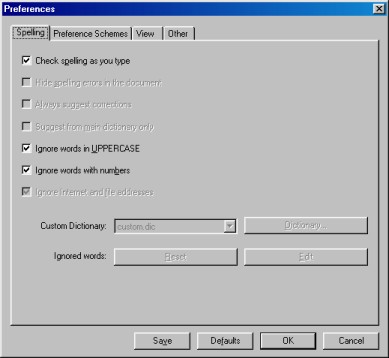 Preferences
Spelling Preference Schemes View Other
Check spelling as you type
Hide spelling errors in the document
Always suggest corrections
Suggest from main dictionary only
Ignore words in UPPERCASE
Ignore words with numbers
Ignore Internet and file addresses
Custom Dictionary: custom.dic Dictionary...
Ignored words: Reset Edit
Save Defaults OK Cancel